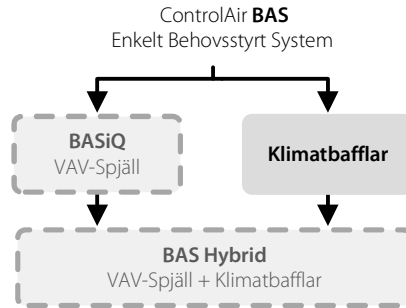 ControlAir BAS
Enkelt Behovsstyrt System
BASiQ
VAV-Spjäll
Klimatbafflar
BAS Hybrid
VAV-Spjäll + Klimatbafflar